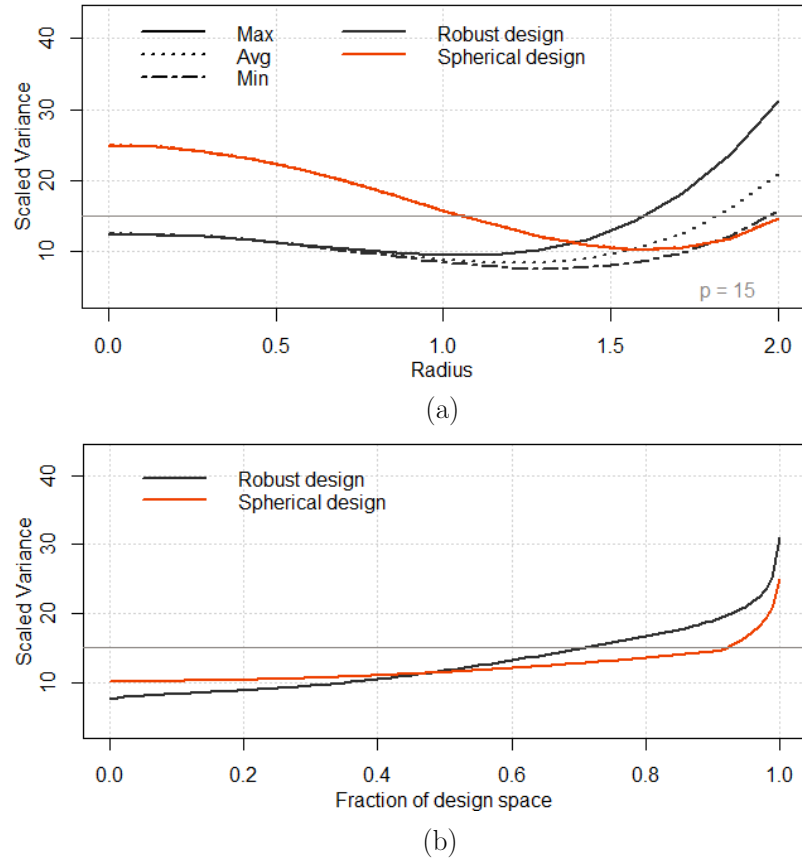 Max
Avg
Min
Robust design
Spherical design
Scaled Variance
40
30
20
10
p = 15
0.0 0.5 1.0 1.5 2.0
Radius
(a)
Robust design
Spherical design
Scaled Variance
40
30
20
10
0.0 0.2 0.4 0.6 0.8 1.0
Fraction of design space
(b)